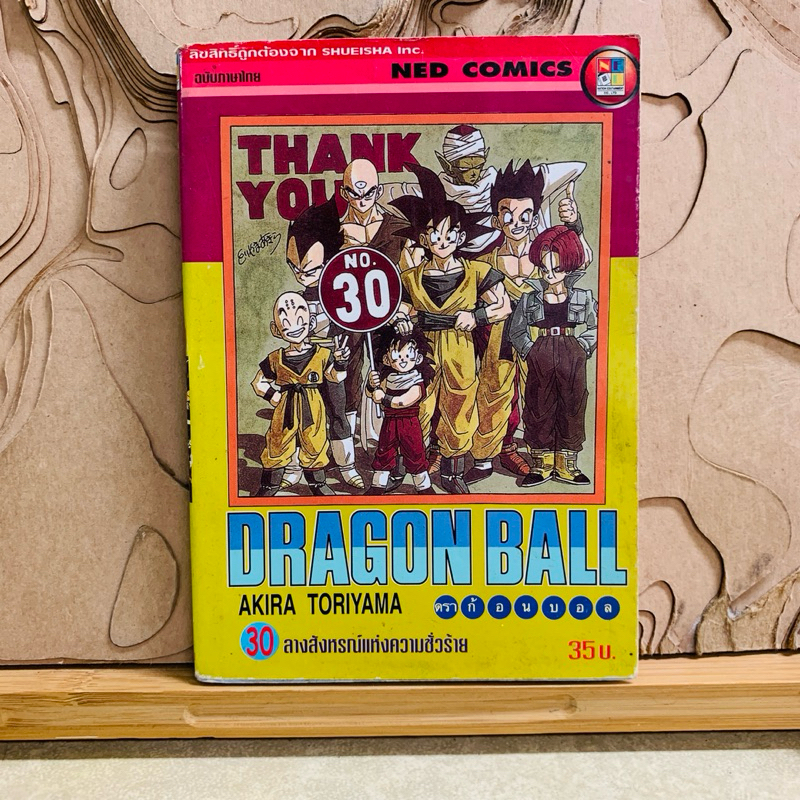 ลิขสิทธิ์ถูกต้องจาก SHUEISHA Inc.
ฉบับภาษาไทย
NED COMICS
THANK
YOU
NO.
30
DRAGON BALL
AKIRA TORIYAMA
ดราก้อนบอล
30 ลางสังหรณ์แห่งความชั่วร้าย
35 บ.